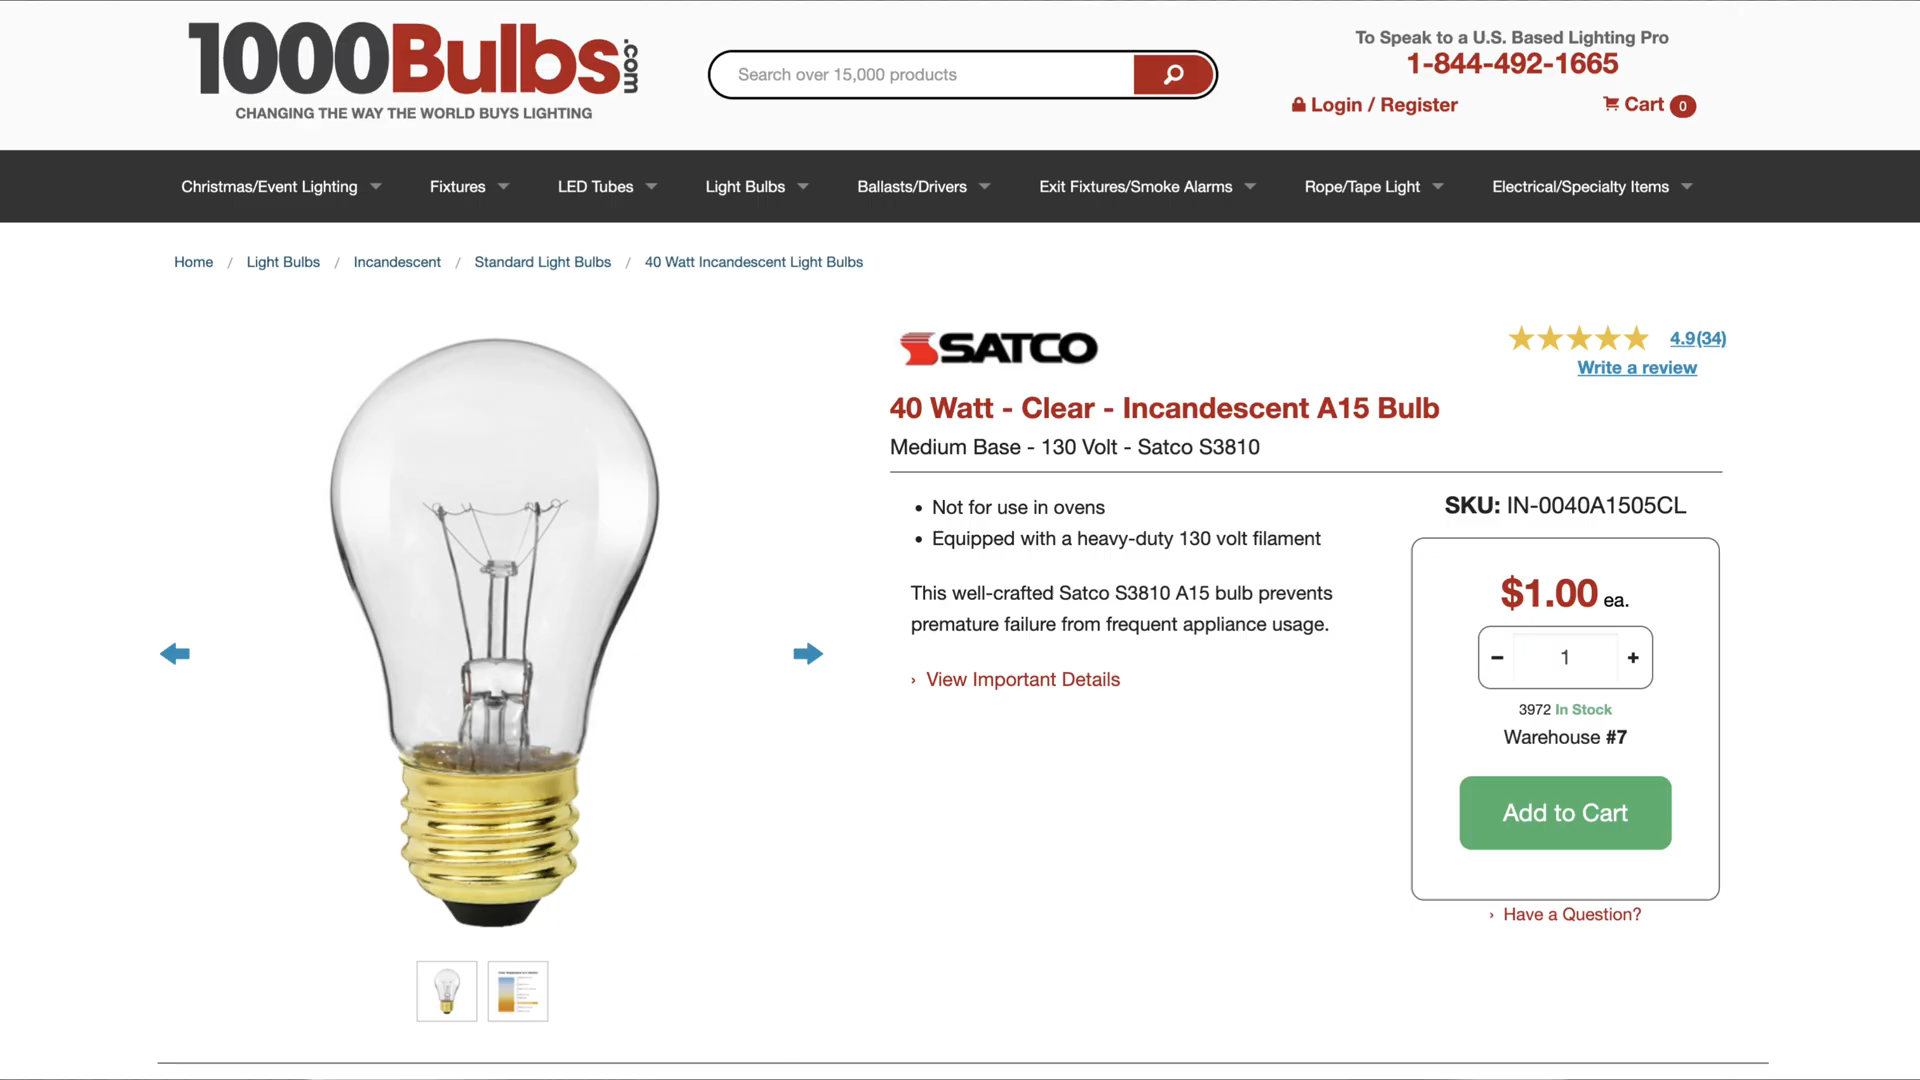 1000Bulbs.com
CHANGING THE WAY THE WORLD BUYS LIGHTING
Search over 15,000 products
To Speak to a U.S. Based Lighting Pro
1-844-492-1665
Login / Register
Cart 0
Christmas/Event Lighting Fixtures LED Tubes Light Bulbs Ballasts/Drivers Exit Fixtures/Smoke Alarms Rope/Tape Light Electrical/Specialty Items
Home / Light Bulbs / Incandescent / Standard Light Bulbs / 40 Watt Incandescent Light Bulbs
SATCO
4.9(34)
Write a review
40 Watt - Clear - Incandescent A15 Bulb
Medium Base - 130 Volt - Satco S3810
• Not for use in ovens
• Equipped with a heavy-duty 130 volt filament
This well-crafted Satco S3810 A15 bulb prevents
premature failure from frequent appliance usage.
› View Important Details
SKU: IN-0040A1505CL
$1.00 ea.
− 1 +
3972 In Stock
Warehouse #7
Add to Cart
› Have a Question?